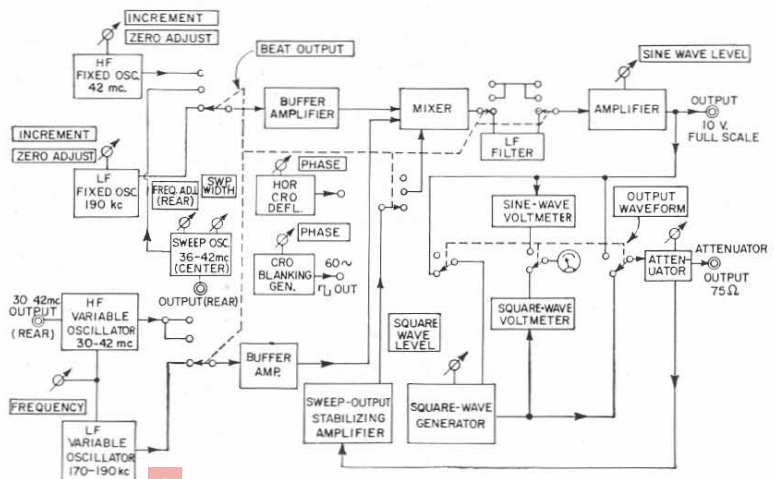 INCREMENT
ZERO ADJUST
HF
FIXED OSC.
42 mc.
BEAT OUTPUT
BUFFER
AMPLIFIER
MIXER
LF
FILTER
SINE WAVE LEVEL
AMPLIFIER
OUTPUT
10 V.
FULL SCALE
INCREMENT
ZERO ADJUST
LF
FIXED OSC.
190 kc
FREQ. ADJ.
(REAR)
SWP
WIDTH
SWEEP OSC.
36-42mc
(CENTER)
OUTPUT (REAR)
PHASE
HOR
CRO
DEFL.
PHASE
CRO
BLANKING
GEN.
60~
OUT
SINE-WAVE
VOLTMETER
OUTPUT
WAVEFORM
ATTEN-
UATOR
ATTENUATOR
OUTPUT
75Ω
SQUARE-WAVE
VOLTMETER
30-42mc
OUTPUT
(REAR)
HF
VARIABLE
OSCILLATOR
30-42 mc
BUFFER
AMP.
SQUARE
WAVE
LEVEL
FREQUENCY
LF
VARIABLE
OSCILLATOR
170-190kc
SWEEP-OUTPUT
STABILIZING
AMPLIFIER
SQUARE-WAVE
GENERATOR